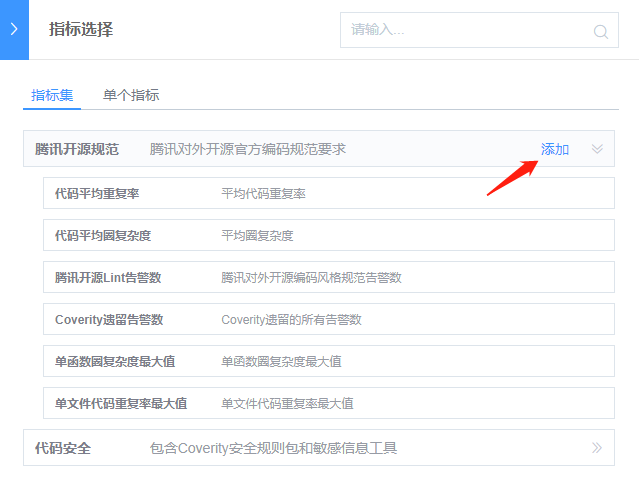 指标选择
请输入...
指标集 单个指标
腾讯开源规范 腾讯对外开源官方编码规范要求 添加
代码平均重复率 平均代码重复率
代码平均圈复杂度 平均圈复杂度
腾讯开源Lint告警数 腾讯对外开源编码风格规范告警数
Coverity遗留告警数 Coverity遗留的所有告警数
单函数圈复杂度最大值 单函数圈复杂度最大值
单文件代码重复率最大值 单文件代码重复率最大值
代码安全 包含Coverity安全规则包和敏感信息工具